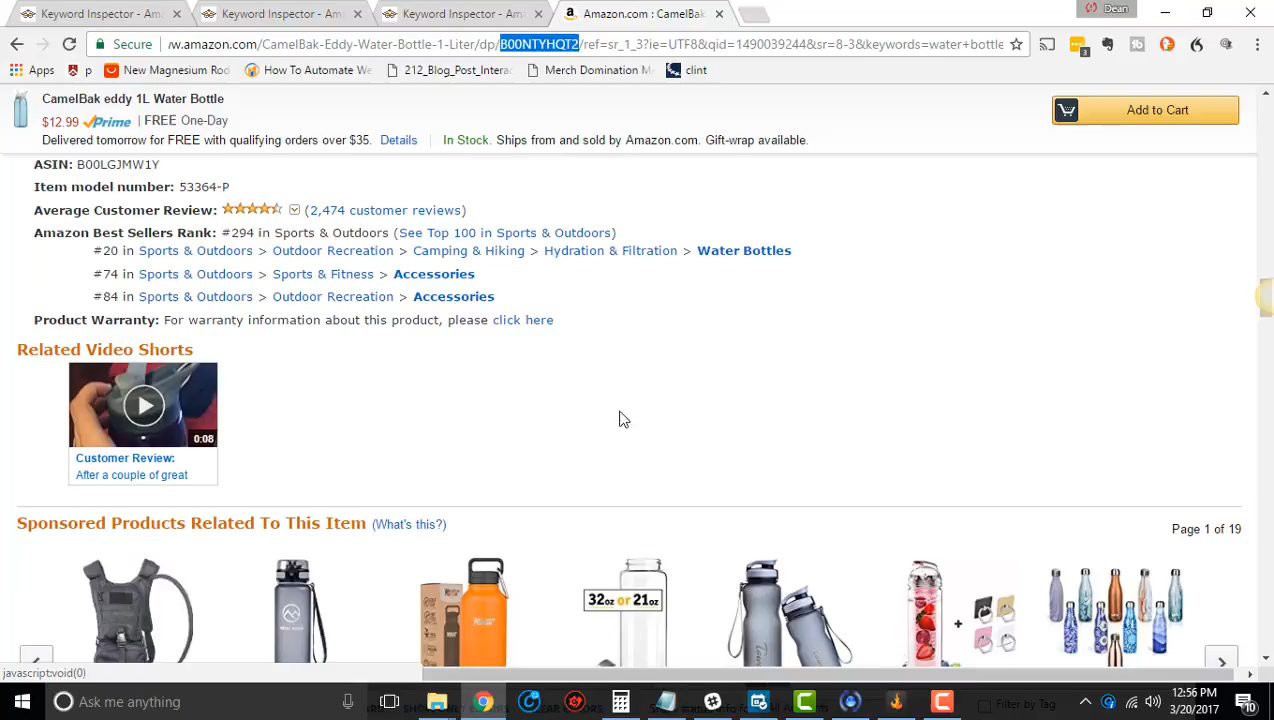 Keyword Inspector - Ama
Keyword Inspector - Ama
Keyword Inspector - Ama
Amazon.com : CamelBak
Dean
Secure
w.amazon.com/CamelBak-Eddy-Water-Bottle-1-Liter/dp/B00NTYHQT2/ref=sr_1_3?ie=UTF8&qid=1490039244&sr=8-3&keywords=water+bottle
3
Apps
p
New Magnesium Rod
How To Automate We
212_Blog_Post_Intera
Merch Domination M
clint
CamelBak eddy 1L Water Bottle
$12.99 Prime | FREE One-Day
Add to Cart
Delivered tomorrow for FREE with qualifying orders over $35. Details
In Stock. Ships from and sold by Amazon.com. Gift-wrap available.
ASIN: B00LGJMW1Y
Item model number: 53364-P
Average Customer Review: (2,474 customer reviews)
Amazon Best Sellers Rank: #294 in Sports & Outdoors (See Top 100 in Sports & Outdoors)
#20 in Sports & Outdoors > Outdoor Recreation > Camping & Hiking > Hydration & Filtration > Water Bottles
#74 in Sports & Outdoors > Sports & Fitness > Accessories
#84 in Sports & Outdoors > Outdoor Recreation > Accessories
Product Warranty: For warranty information about this product, please click here
Related Video Shorts
0:08
Customer Review:
After a couple of great
Sponsored Products Related To This Item (What's this?)
Page 1 of 19
32oz or 21oz
javascript:void(0)
Ask me anything
Filter by Tag
12:56 PM
3/20/2017
10